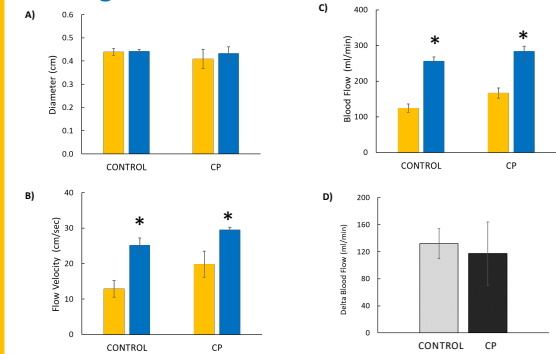 A)
Diameter (cm)
0.6
0.5
0.4
0.3
0.2
0.1
0.0
CONTROL CP
B)
Flow Velocity (cm/sec)
40
30
20
10
0
*
*
CONTROL CP
C)
Blood Flow (ml/min)
400
300
200
100
0
*
*
CONTROL CP
D)
Delta Blood Flow (ml/min)
200
160
120
80
40
0
CONTROL CP